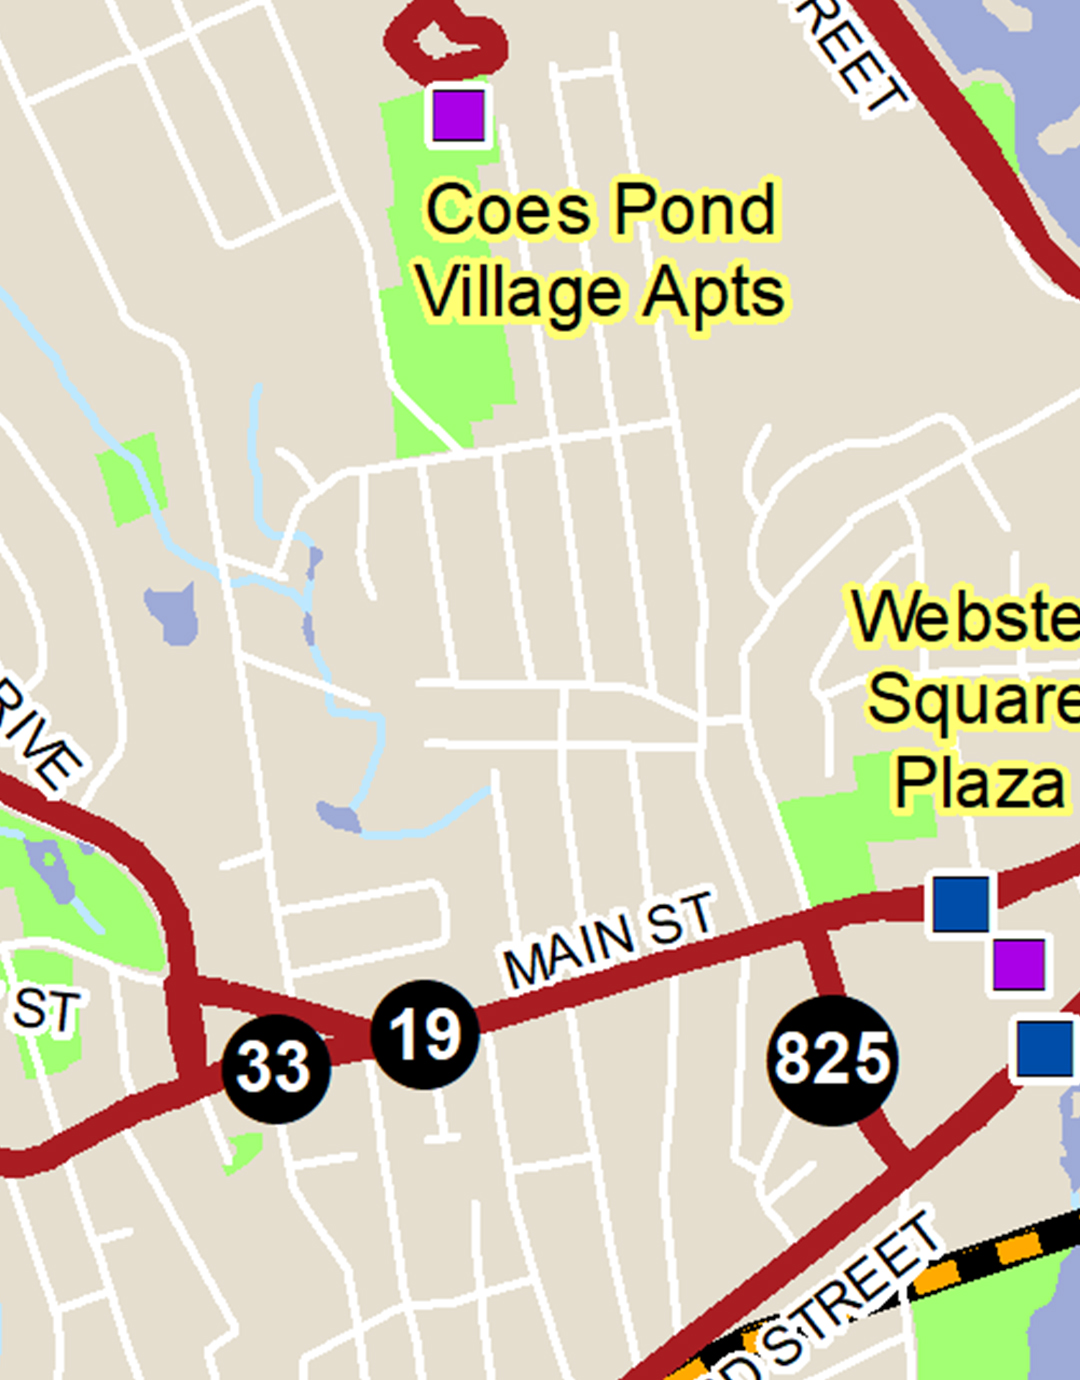 REET
Coes Pond
Village Apts
Webste
Square
Plaza
RIVE
MAIN ST
ST
19
33
825
D STREET